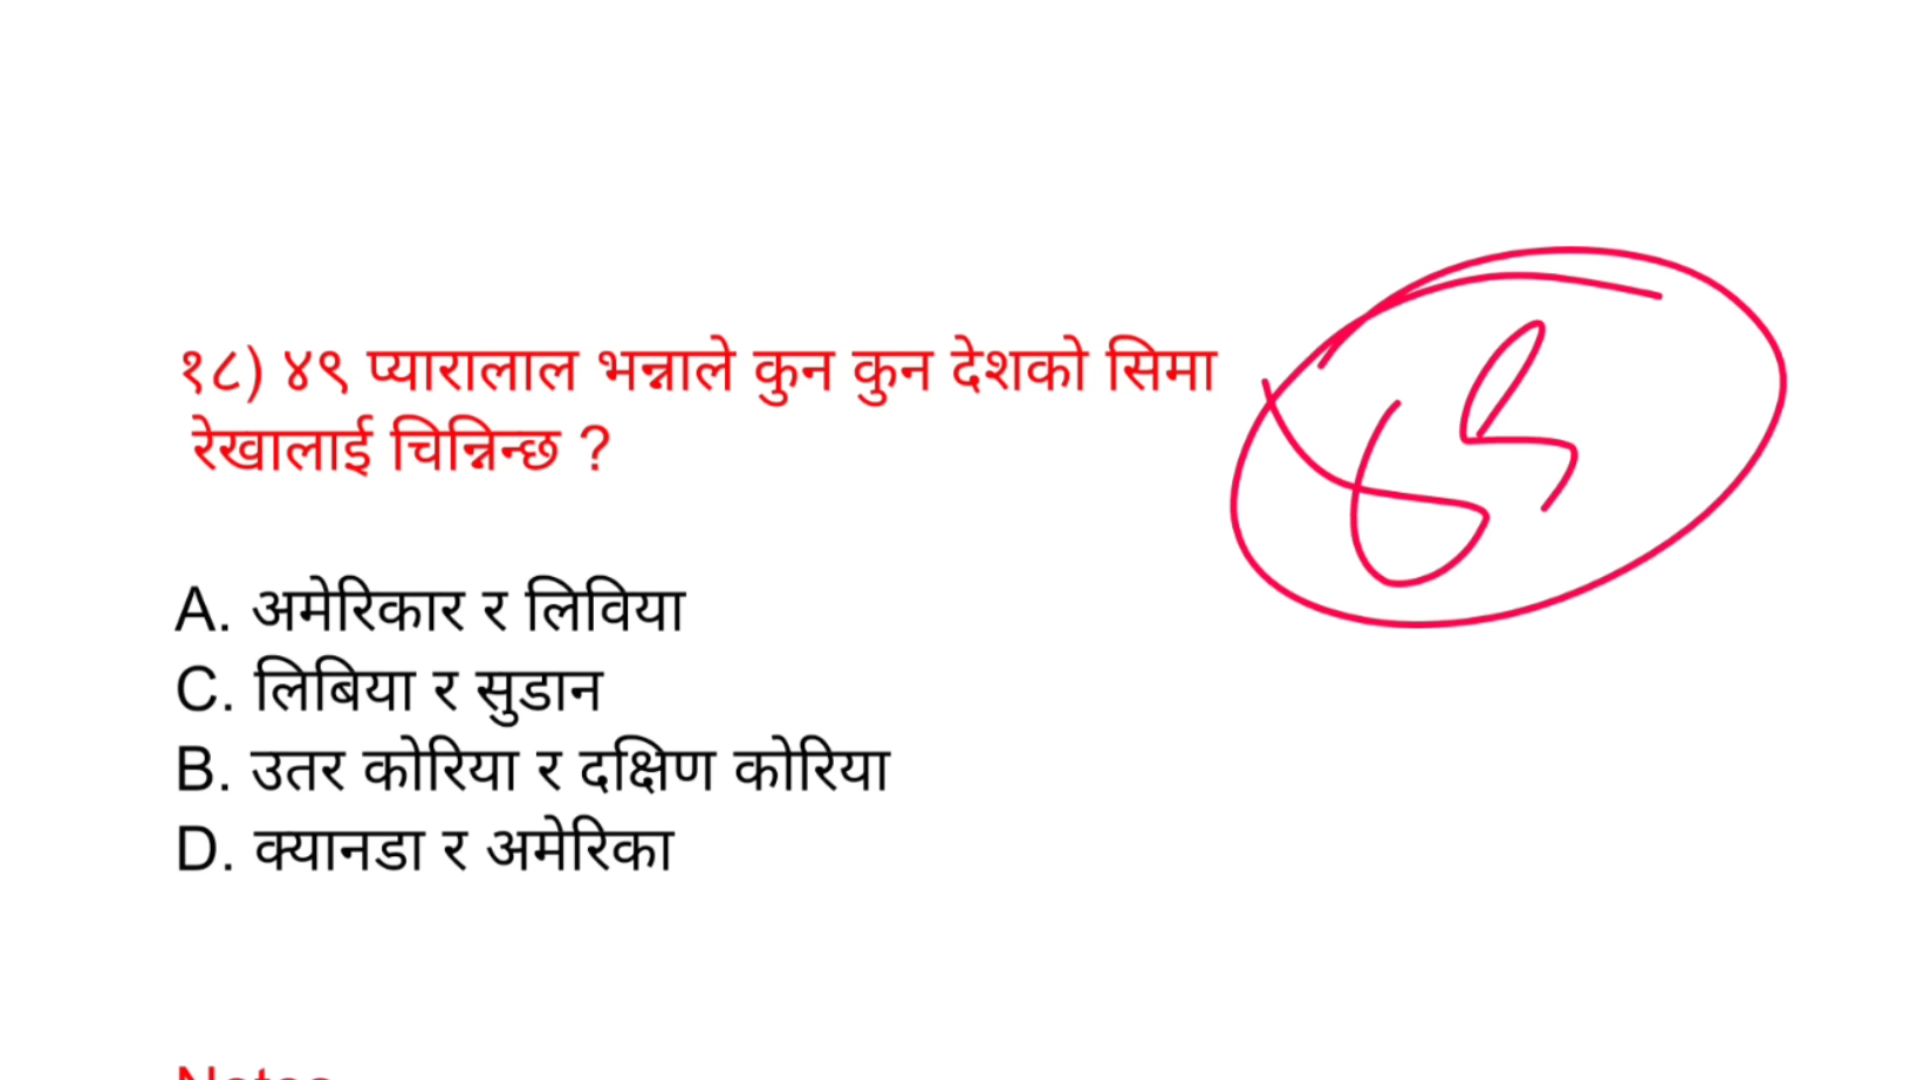 १८) ४९ प्यारालाल भन्नाले कुन कुन देशको सिमा
रेखालाई चिन्निन्छ ?
A. अमेरिकार र लिविया
C. लिबिया र सुडान
B. उतर कोरिया र दक्षिण कोरिया
D. क्यानडा र अमेरिका